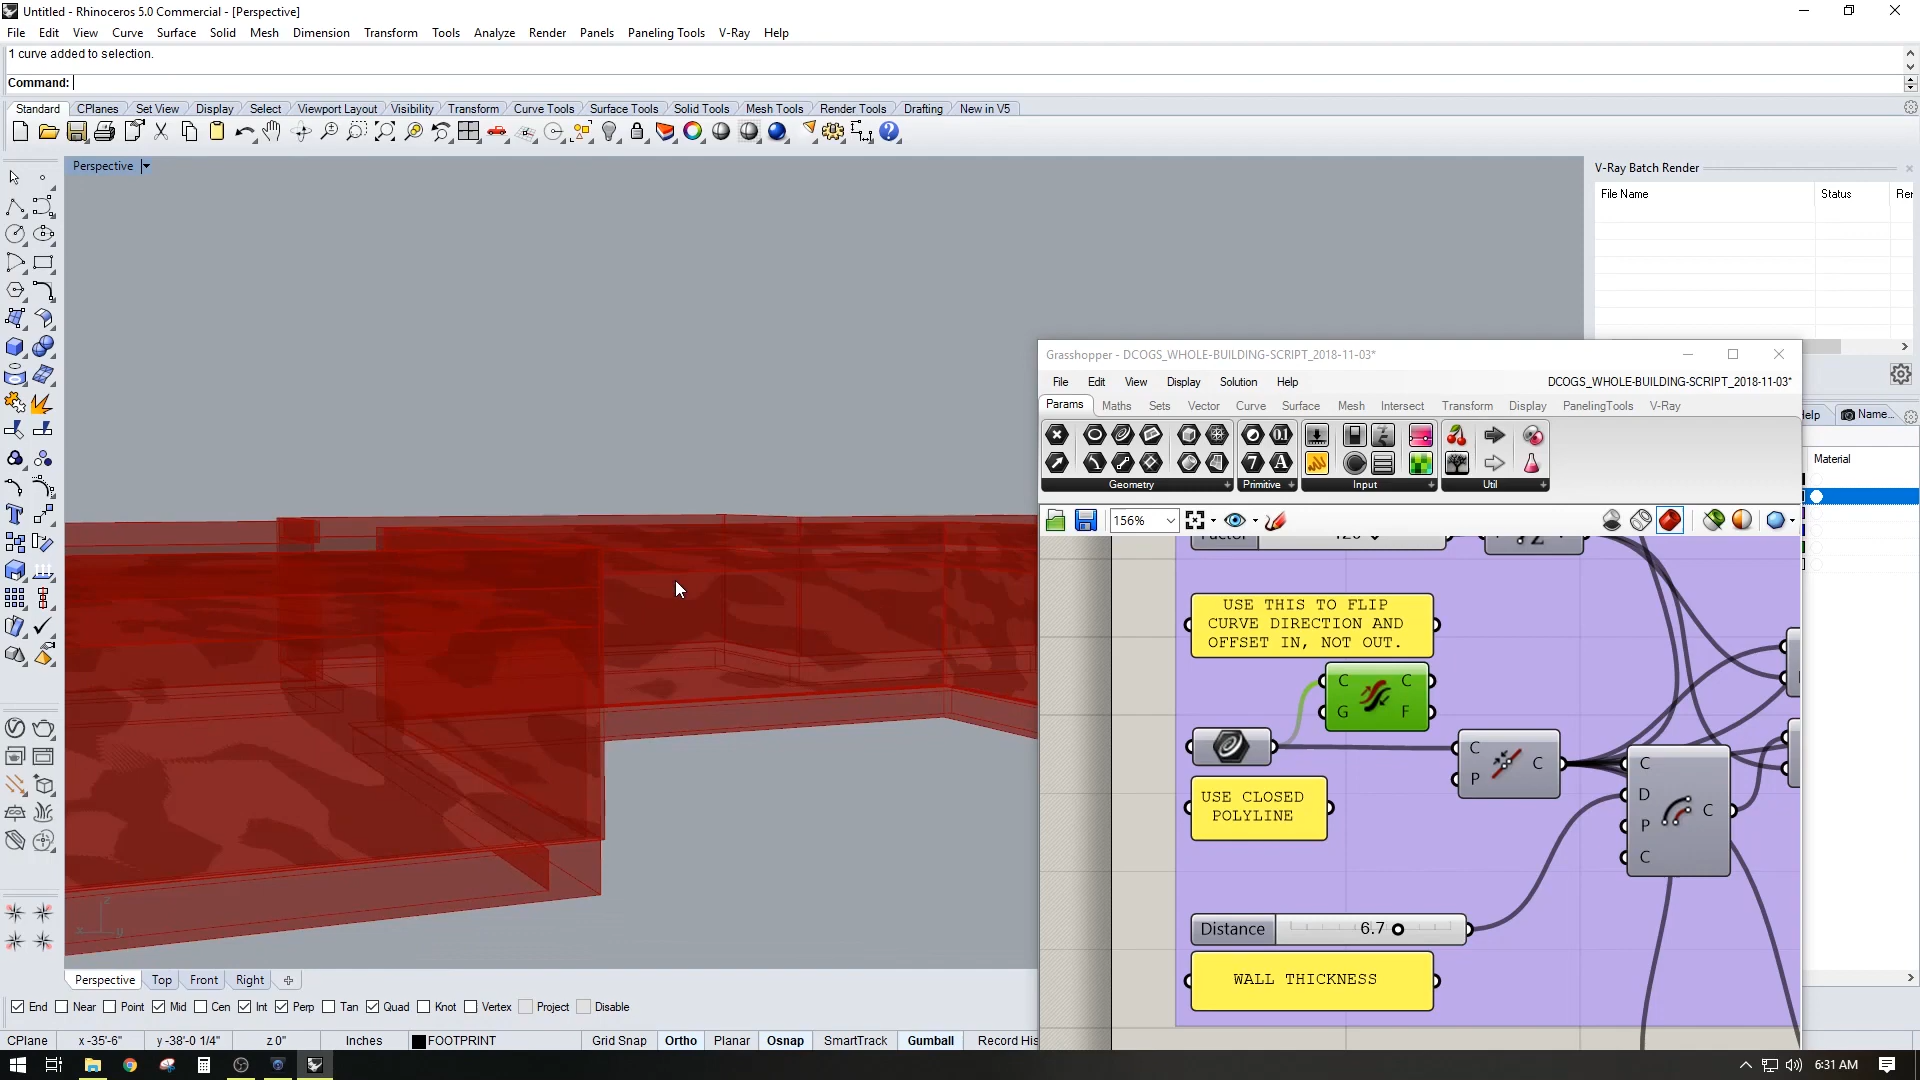 Untitled - Rhinoceros 5.0 Commercial - [Perspective]
File Edit View Curve Surface Solid Mesh Dimension Transform Tools Analyze Render Panels Paneling Tools V-Ray Help
1 curve added to selection.
Command:
Standard CPlanes Set View Display Select Viewport Layout Visibility Transform Curve Tools Surface Tools Solid Tools Mesh Tools Render Tools Drafting New in V5
Perspective
V-Ray Batch Render
File Name Status Rer
Grasshopper - DCOGS_WHOLE-BUILDING-SCRIPT_2018-11-03*
File Edit View Display Solution Help DCOGS_WHOLE-BUILDING-SCRIPT_2018-11-03*
Params Maths Sets Vector Curve Surface Mesh Intersect Transform Display PanelingTools V-Ray
Help Name...
Material
Geometry Primitive Input Util
156%
USE THIS TO FLIP
CURVE DIRECTION AND
OFFSET IN, NOT OUT.
C C
G F
C C
P
USE CLOSED
POLYLINE
C
D
P C
C
Distance 6.7
WALL THICKNESS
z
x y
Perspective Top Front Right
End Near Point Mid Cen Int Perp Tan Quad Knot Vertex Project Disable
CPlane x -35'-6" y -38'-0 1/4" z 0" Inches FOOTPRINT Grid Snap Ortho Planar Osnap SmartTrack Gumball Record His
6:31 AM